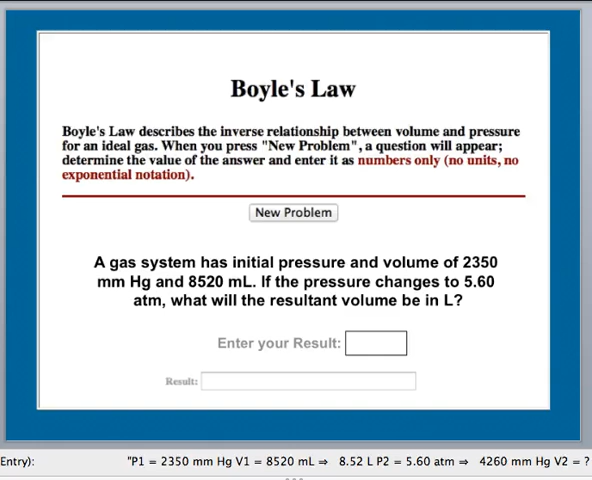 Boyle's Law
Boyle's Law describes the inverse relationship between volume and pressure
for an ideal gas. When you press "New Problem", a question will appear;
determine the value of the answer and enter it as numbers only (no units, no
exponential notation).
New Problem
A gas system has initial pressure and volume of 2350
mm Hg and 8520 mL. If the pressure changes to 5.60
atm, what will the resultant volume be in L?
Enter your Result:
Result:
Entry): "P1 = 2350 mm Hg V1 = 8520 mL ⇒ 8.52 L P2 = 5.60 atm ⇒ 4260 mm Hg V2 = ?